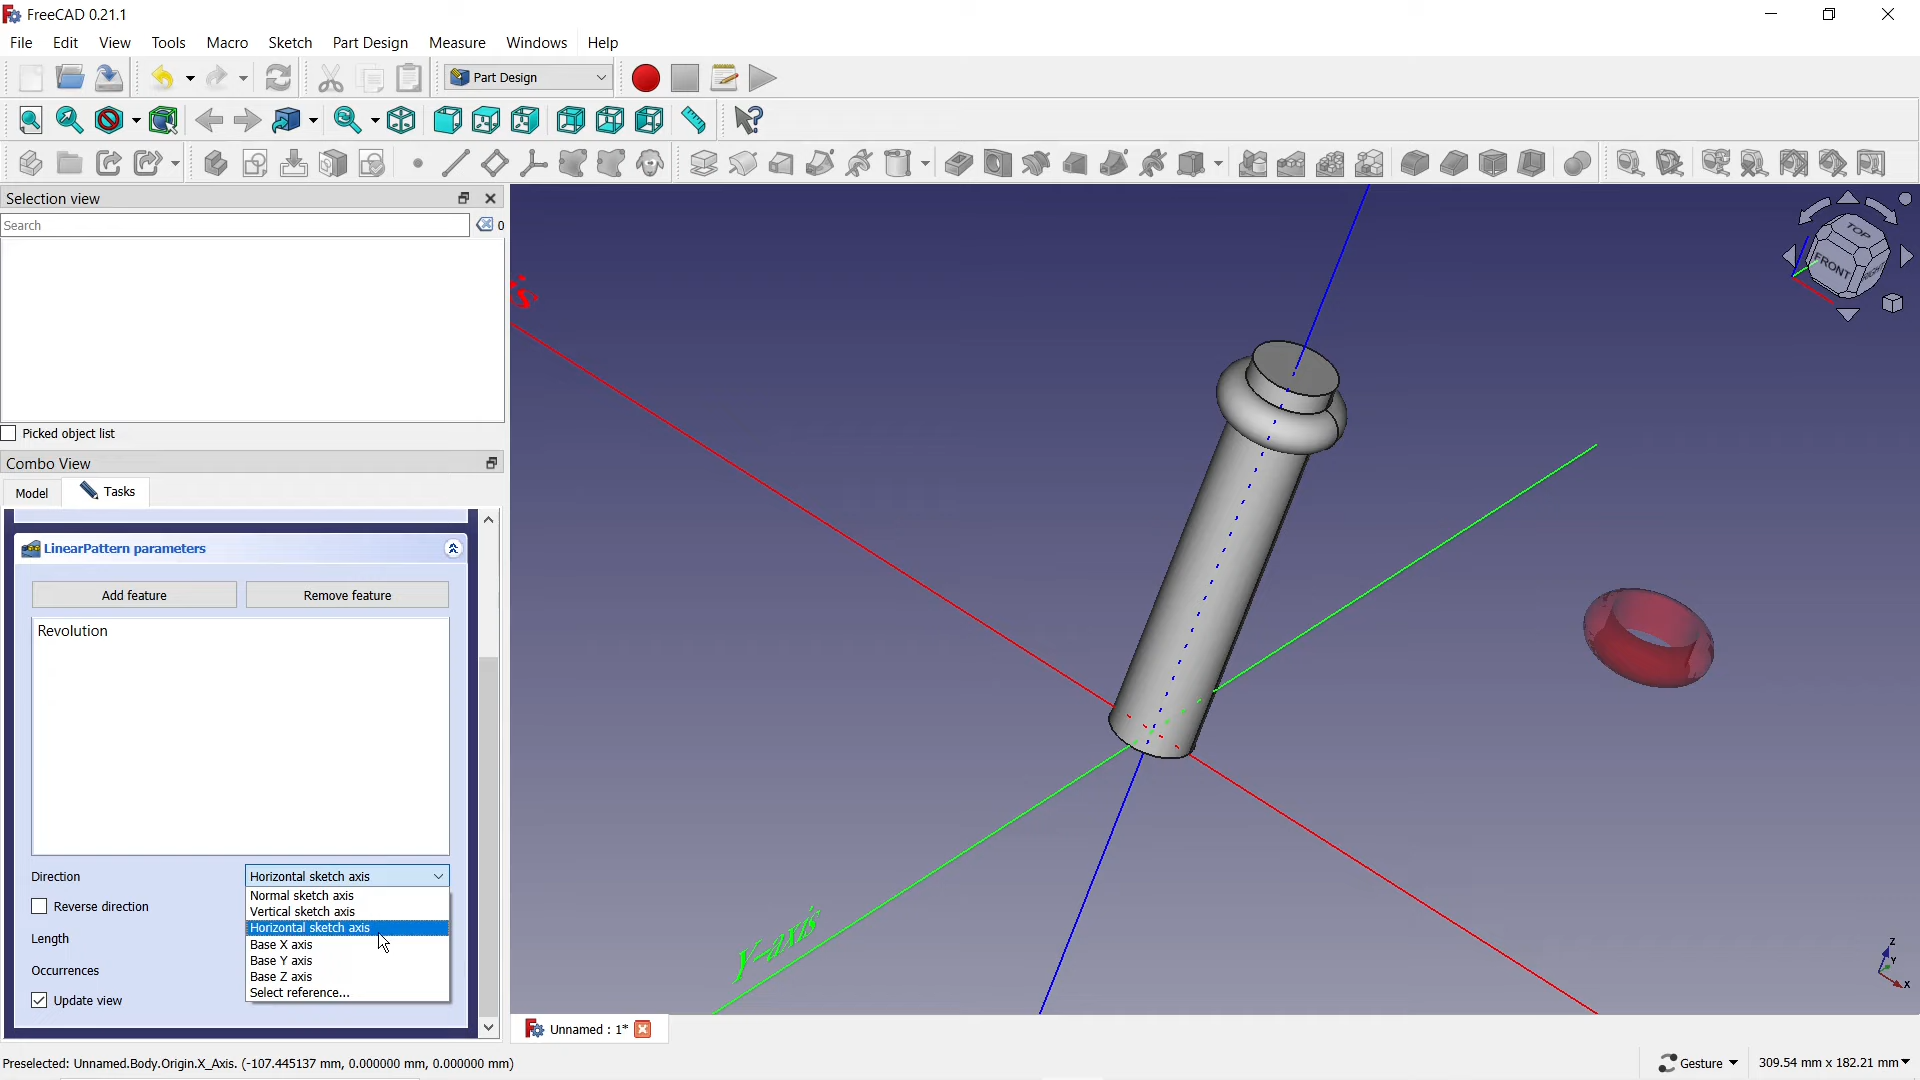 FreeCAD 0.21.1
File Edit View Tools Macro Sketch Part Design Measure Windows Help
Part Design
Selection view
Search
0
Picked object list
Combo View
Model Tasks
LinearPattern parameters
Add feature Remove feature
Revolution
Direction Horizontal sketch axis
Normal sketch axis
Reverse direction
Vertical sketch axis
Horizontal sketch axis
Length
Base X axis
Base Y axis
Occurrences
Base Z axis
Select reference...
Update view
TOP
FRONT
RIGHT
Y-axis
Z
Y
X
Unnamed : 1*
Preselected: Unnamed.Body.Origin.X_Axis. (-107.445137 mm, 0.000000 mm, 0.000000 mm)
Gesture
309.54 mm x 182.21 mm